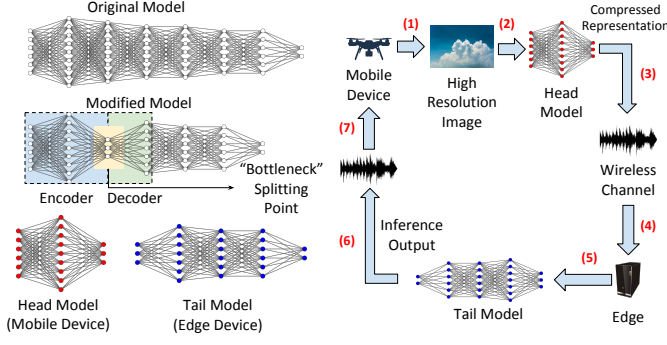 Original Model
Modified Model
Encoder
Decoder
"Bottleneck"
Splitting
Point
Head Model
(Mobile Device)
Tail Model
(Edge Device)
(1)
(2)
Compressed
Representation
Mobile
Device
High
Resolution
Image
Head
Model
(3)
(7)
Wireless
Channel
(4)
(6)
Inference
Output
(5)
Tail Model
Edge